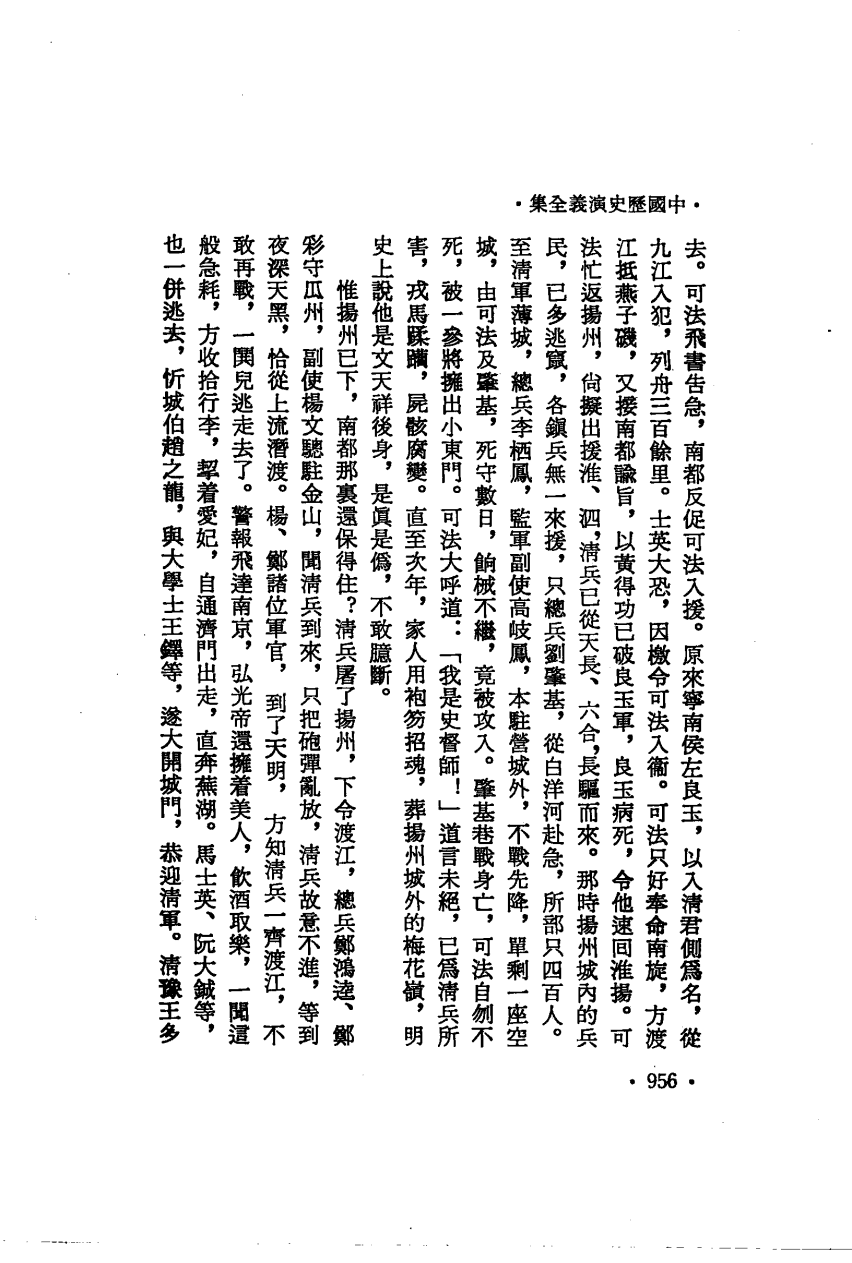 •中國歷史演義全集•
去。可法飛書告急，南都反促可法入援。原來寧南侯左良玉，以入清君側爲名，從
九江入犯，列舟三百餘里。士英大恐，因檄令可法入衞。可法只好奉命南旋，方渡
江抵燕子磯，又接南都諭旨，以黃得功已破良玉軍，良玉病死，令他速回淮揚。可
法忙返揚州，尚擬出援淮、泗，清兵已從天長、六合，長驅而來。那時揚州城內的兵
民，已多逃竄，各鎮兵無一來援，只總兵劉肇基，從白洋河赴急，所部只四百人。
至清軍薄城，總兵李栖鳳，監軍副使高岐鳳，本駐營城外，不戰先降，單剩一座空
城，由可法及肇基，死守數日，餉械不繼，竟被攻入。肇基巷戰身亡，可法自刎不
死，被一參將擁出小東門。可法大呼道：「我是史督師！」道言未絕，已爲清兵所
害，戎馬蹂躪，屍骸腐變。直至次年，家人用袍笏招魂，葬揚州城外的梅花嶺，明
史上說他是文天祥後身，是眞是僞，不敢臆斷。
惟揚州已下，南都那裏還保得住？清兵屠了揚州，下令渡江，總兵鄭鴻逵、鄭
彩守瓜州，副使楊文驄駐金山，聞清兵到來，只把砲彈亂放，清兵故意不進，等到
夜深天黑，恰從上流潛渡。楊、鄭諸位軍官，到了天明，方知清兵一齊渡江，不
敢再戰，一閧兒逃走去了。警報飛達南京，弘光帝還擁着美人，飲酒取樂，一聞這
般急耗，方收拾行李，挈着愛妃，自通濟門出走，直奔蕪湖。馬士英、阮大鋮等，
也一併逃去，忻城伯趙之龍，與大學士王鐸等，遂大開城門，恭迎清軍。清豫王多
•956•